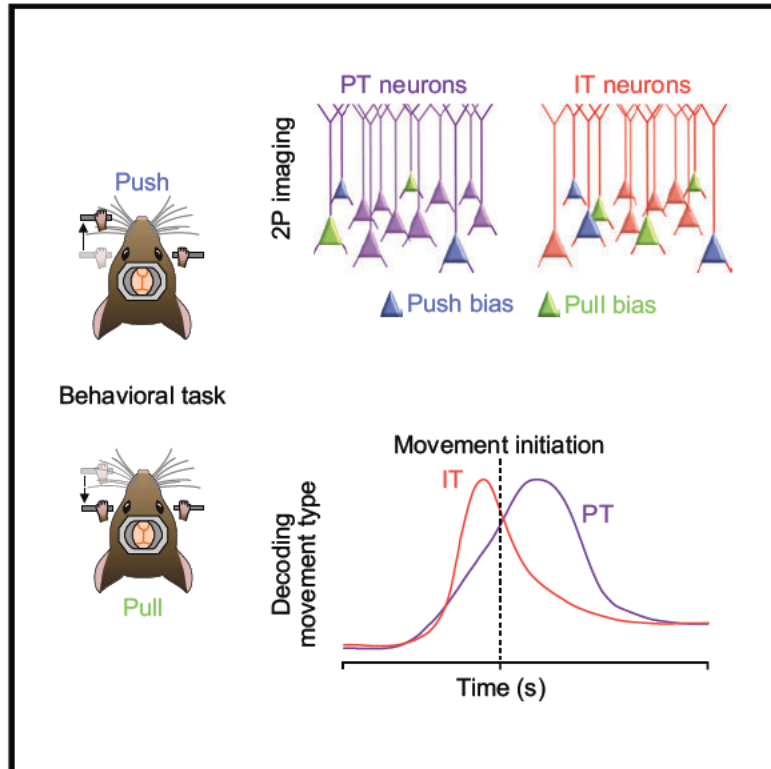 PT neurons
IT neurons
2P imaging
Push
Push bias
Pull bias
Behavioral task
Pull
Movement initiation
IT
PT
Decoding
movement type
Time (s)